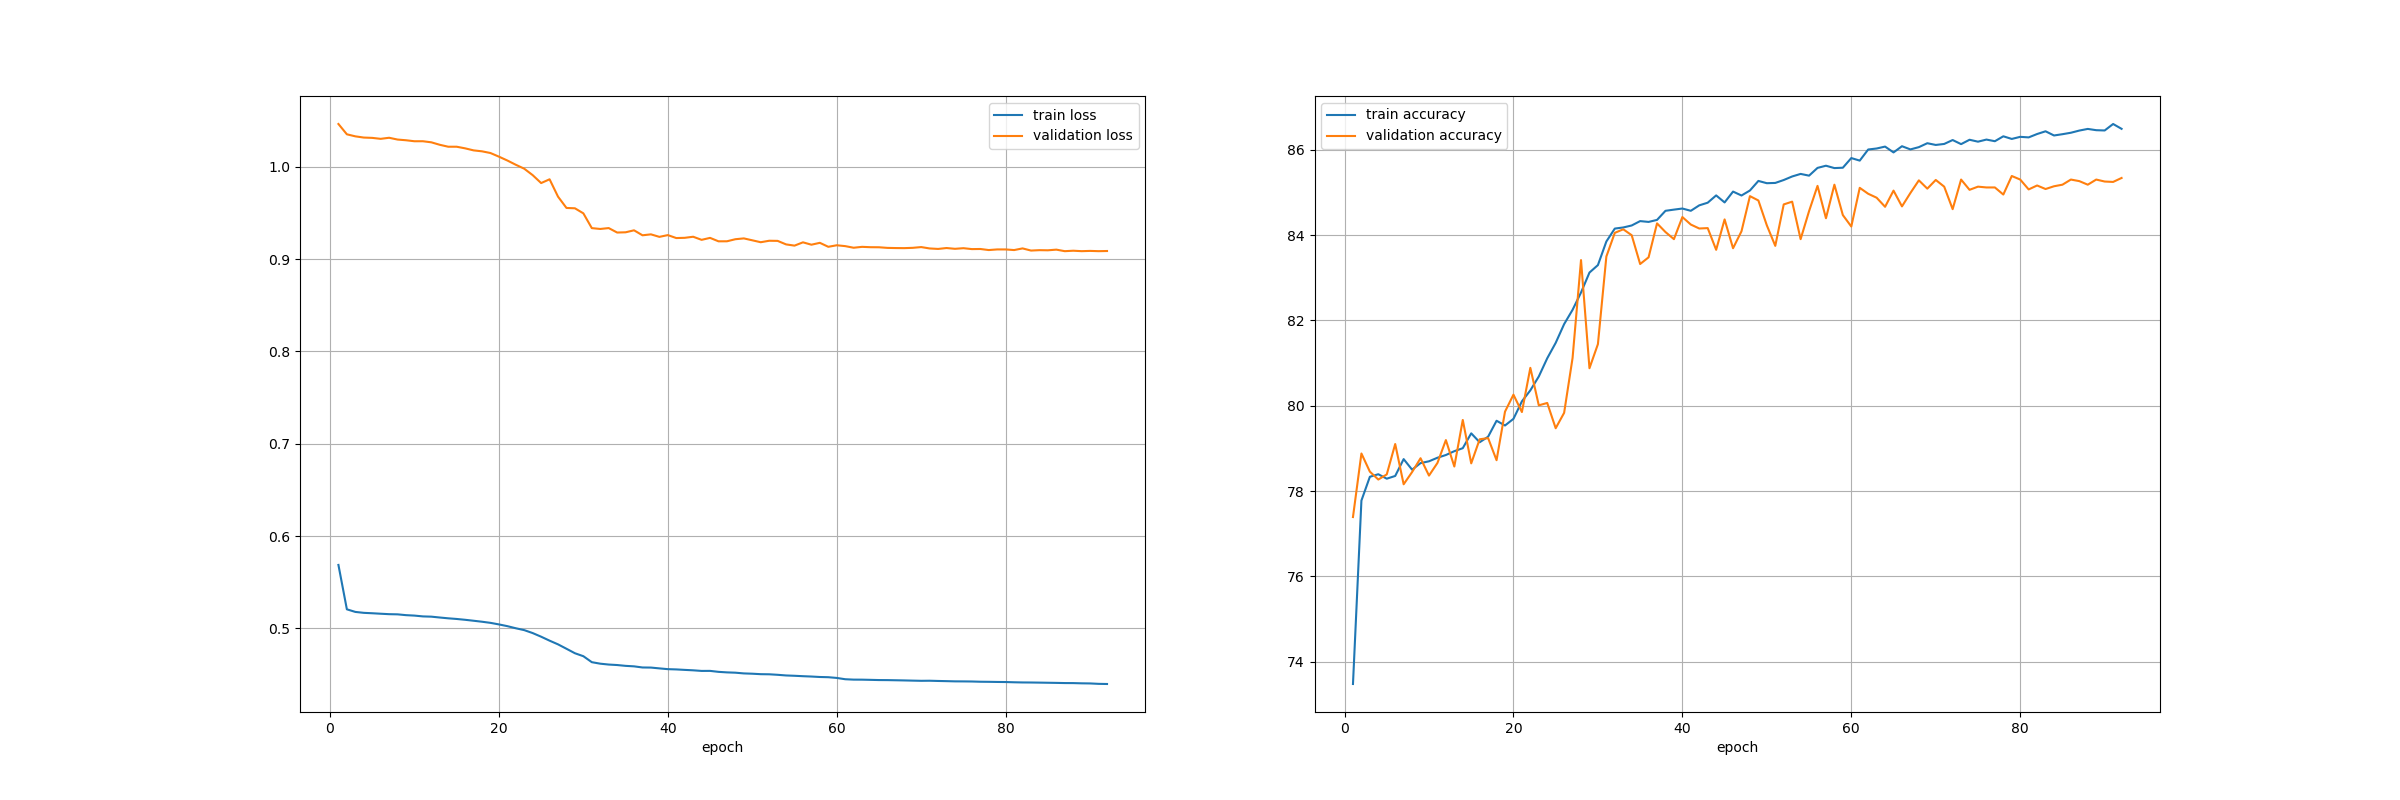 train loss
validation loss
1.0
0.9
0.8
0.7
0.6
0.5
0 20 40 60 80
epoch
train accuracy
validation accuracy
86
84
82
80
78
76
74
0 20 40 60 80
epoch